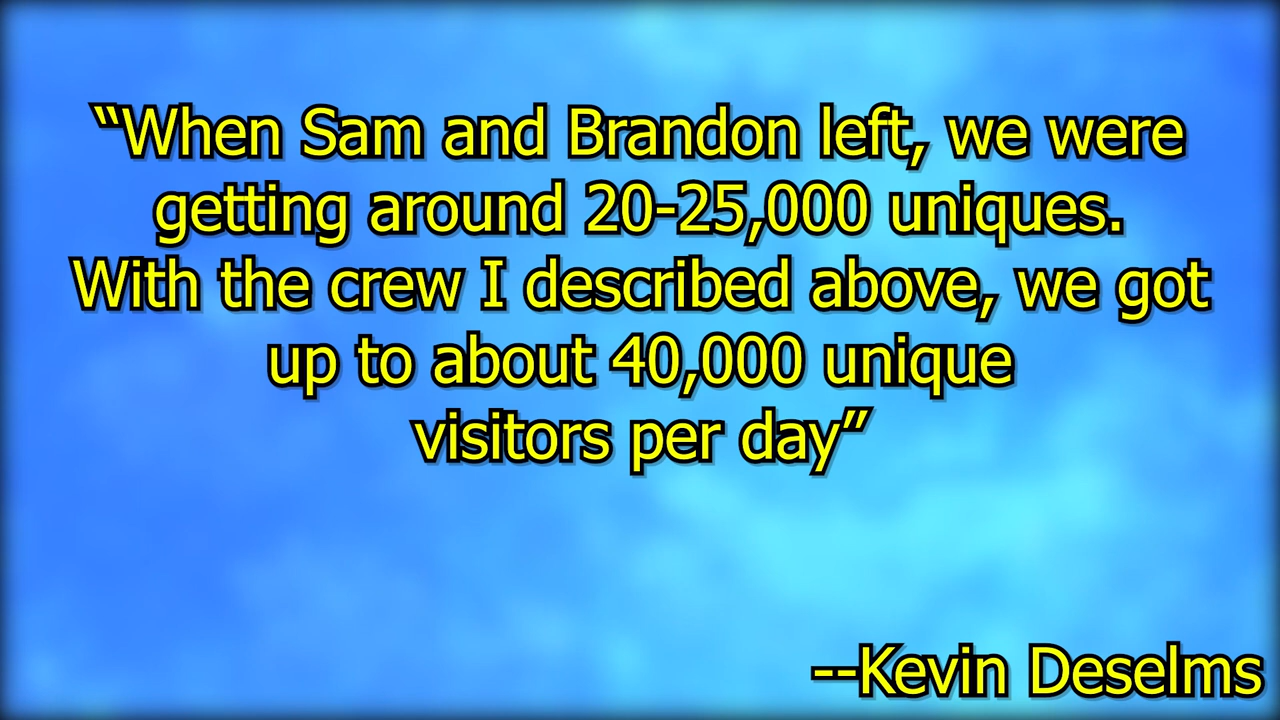 “When Sam and Brandon left, we were
getting around 20-25,000 uniques.
With the crew I described above, we got
up to about 40,000 unique
visitors per day”
--Kevin Deselms